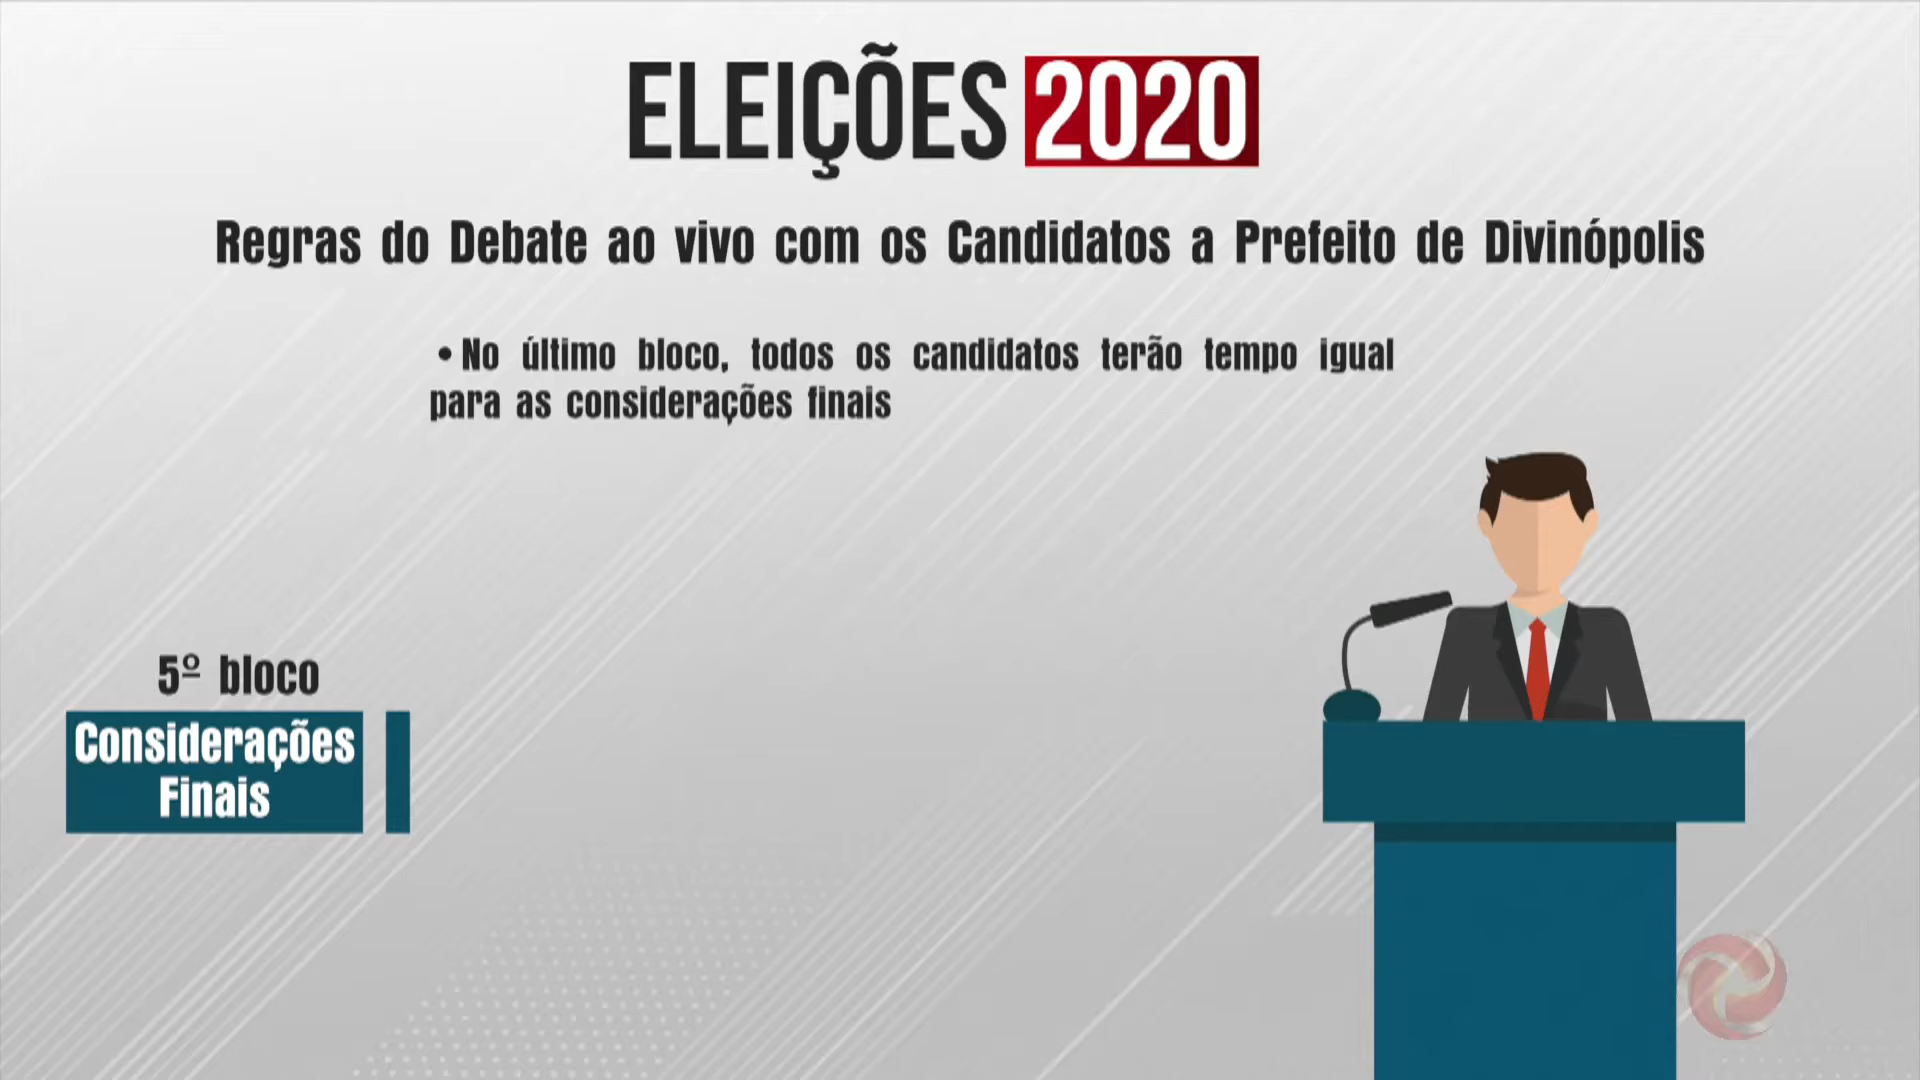 ELEIÇÕES 2020
Regras do Debate ao vivo com os Candidatos a Prefeito de Divinópolis
• No último bloco, todos os candidatos terão tempo igual
para as considerações finais
5º bloco
Considerações
Finais